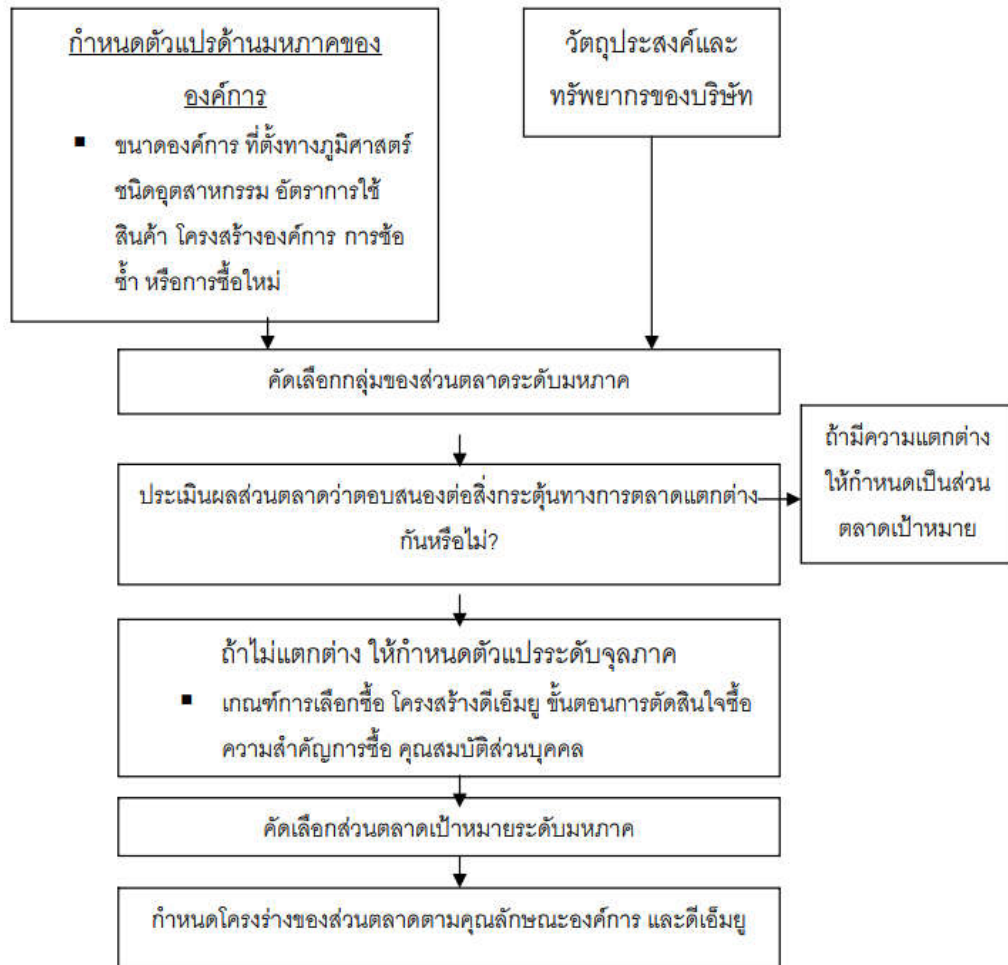 กำหนดตัวแปรด้านมหภาคของ
องค์การ
▪ ขนาดองค์การ ที่ตั้งทางภูมิศาสตร์
ชนิดอุตสาหกรรม อัตราการใช้
สินค้า โครงสร้างองค์การ การซ้อ
ซ้ำ หรือการซื้อใหม่
วัตถุประสงค์และ
ทรัพยากรของบริษัท
คัดเลือกกลุ่มของส่วนตลาดระดับมหภาค
ประเมินผลส่วนตลาดว่าตอบสนองต่อสิ่งกระตุ้นทางการตลาดแตกต่าง
กันหรือไม่?
ถ้ามีความแตกต่าง
ให้กำหนดเป็นส่วน
ตลาดเป้าหมาย
ถ้าไม่แตกต่าง ให้กำหนดตัวแปรระดับจุลภาค
▪ เกณฑ์การเลือกซื้อ โครงสร้างดีเอ็มยู ขั้นตอนการตัดสินใจซื้อ
ความสำคัญการซื้อ คุณสมบัติส่วนบุคคล
คัดเลือกส่วนตลาดเป้าหมายระดับมหภาค
กำหนดโครงร่างของส่วนตลาดตามคุณลักษณะองค์การ และดีเอ็มยู